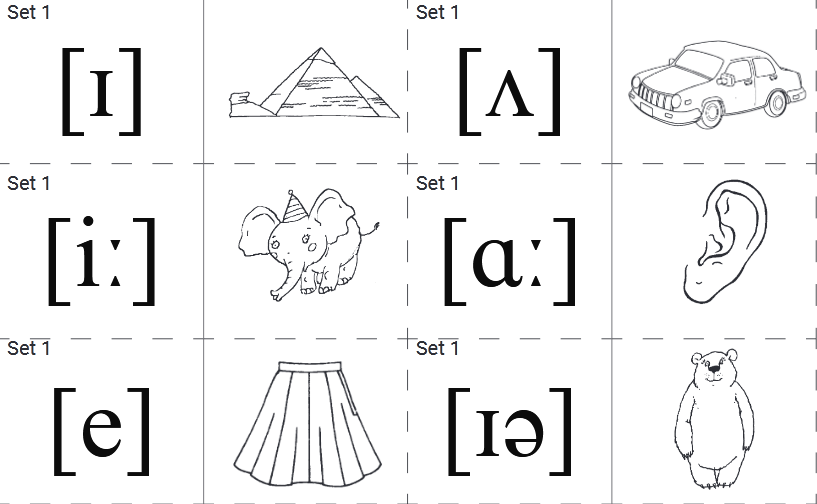 Set 1
[ɪ]
Set 1
[ʌ]
Set 1
[iː]
Set 1
[ɑː]
Set 1
[e]
Set 1
[ɪə]